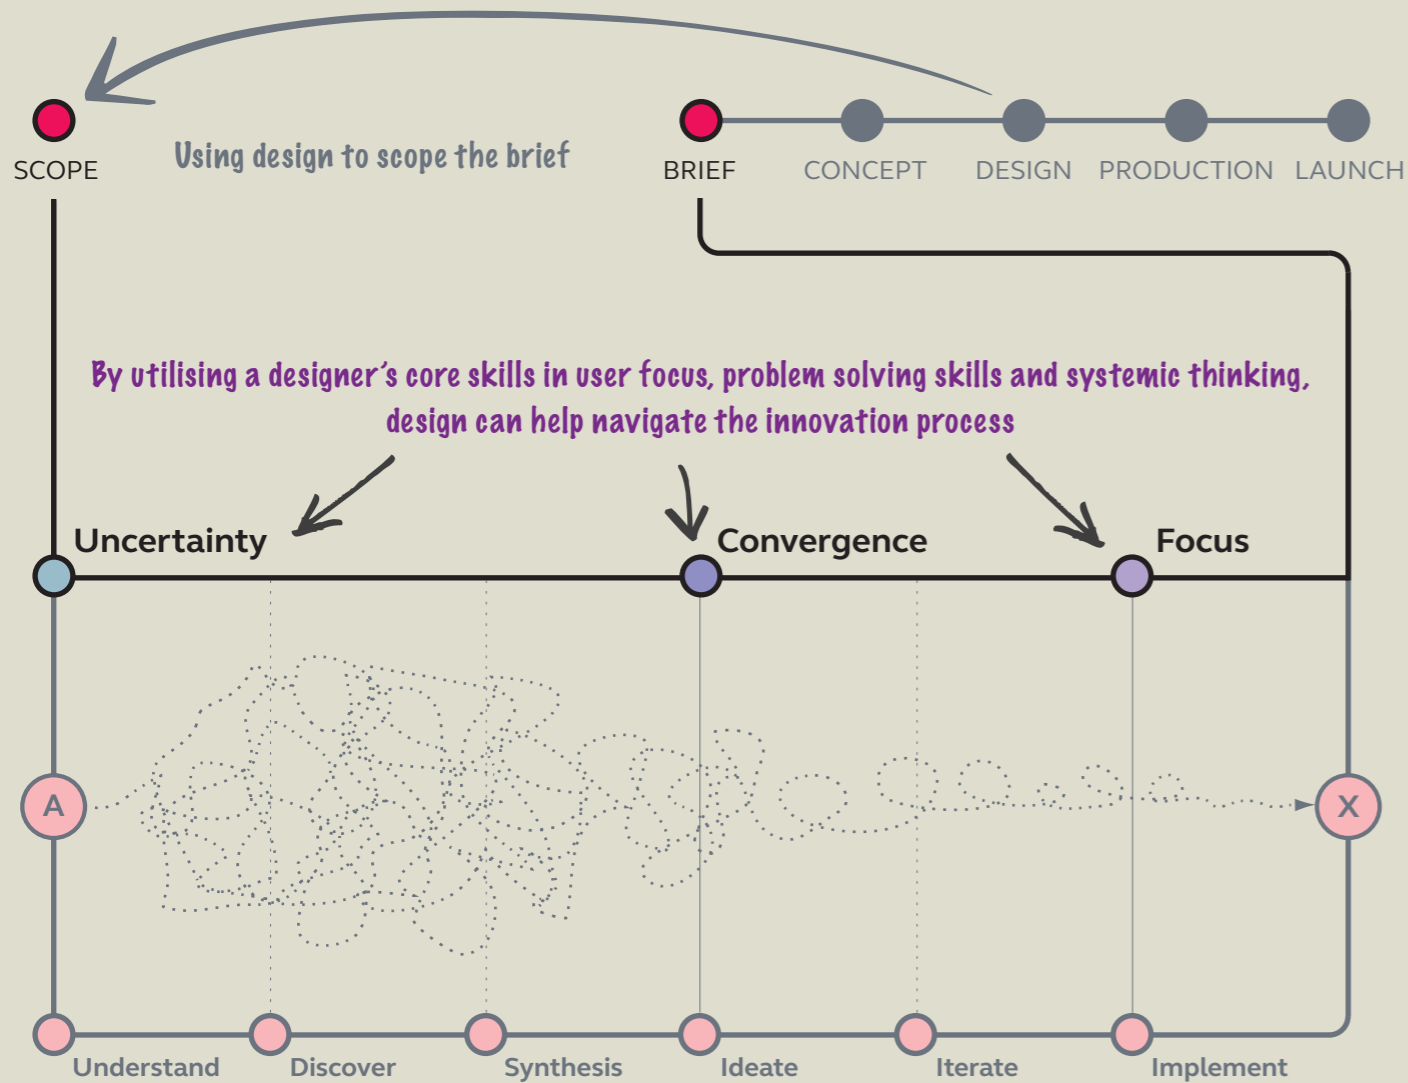 SCOPE
Using design to scope the brief
BRIEF
CONCEPT
DESIGN
PRODUCTION
LAUNCH
By utilising a designer's core skills in user focus, problem solving skills and systemic thinking,
design can help navigate the innovation process
Uncertainty
Convergence
Focus
A
X
Understand
Discover
Synthesis
Ideate
Iterate
Implement